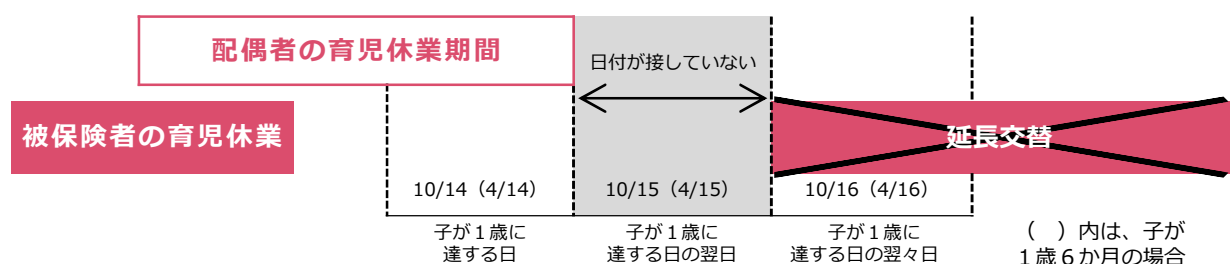 配偶者の育児休業期間
日付が接していない
被保険者の育児休業
延長交替
10/14（4/14）
10/15（4/15）
10/16（4/16）
子が１歳に
達する日
子が１歳に
達する日の翌日
子が１歳に
達する日の翌々日
（　）内は、子が
１歳６か月の場合